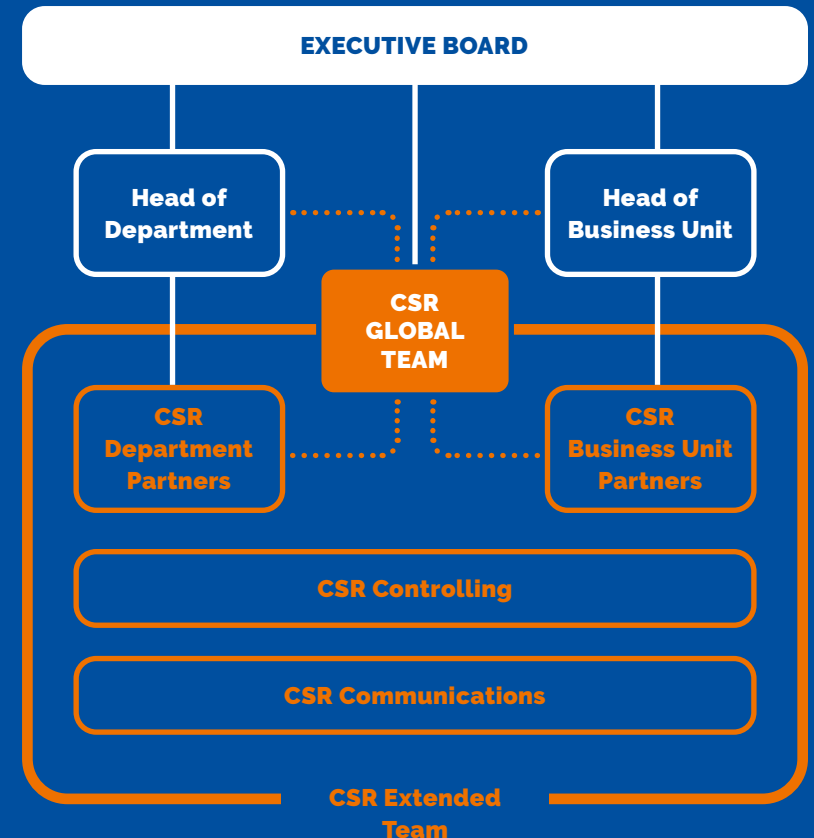 EXECUTIVE BOARD
Head of
Department
Head of
Business Unit
CSR
GLOBAL
TEAM
CSR
Department
Partners
CSR
Business Unit
Partners
CSR Controlling
CSR Communications
CSR Extended
Team